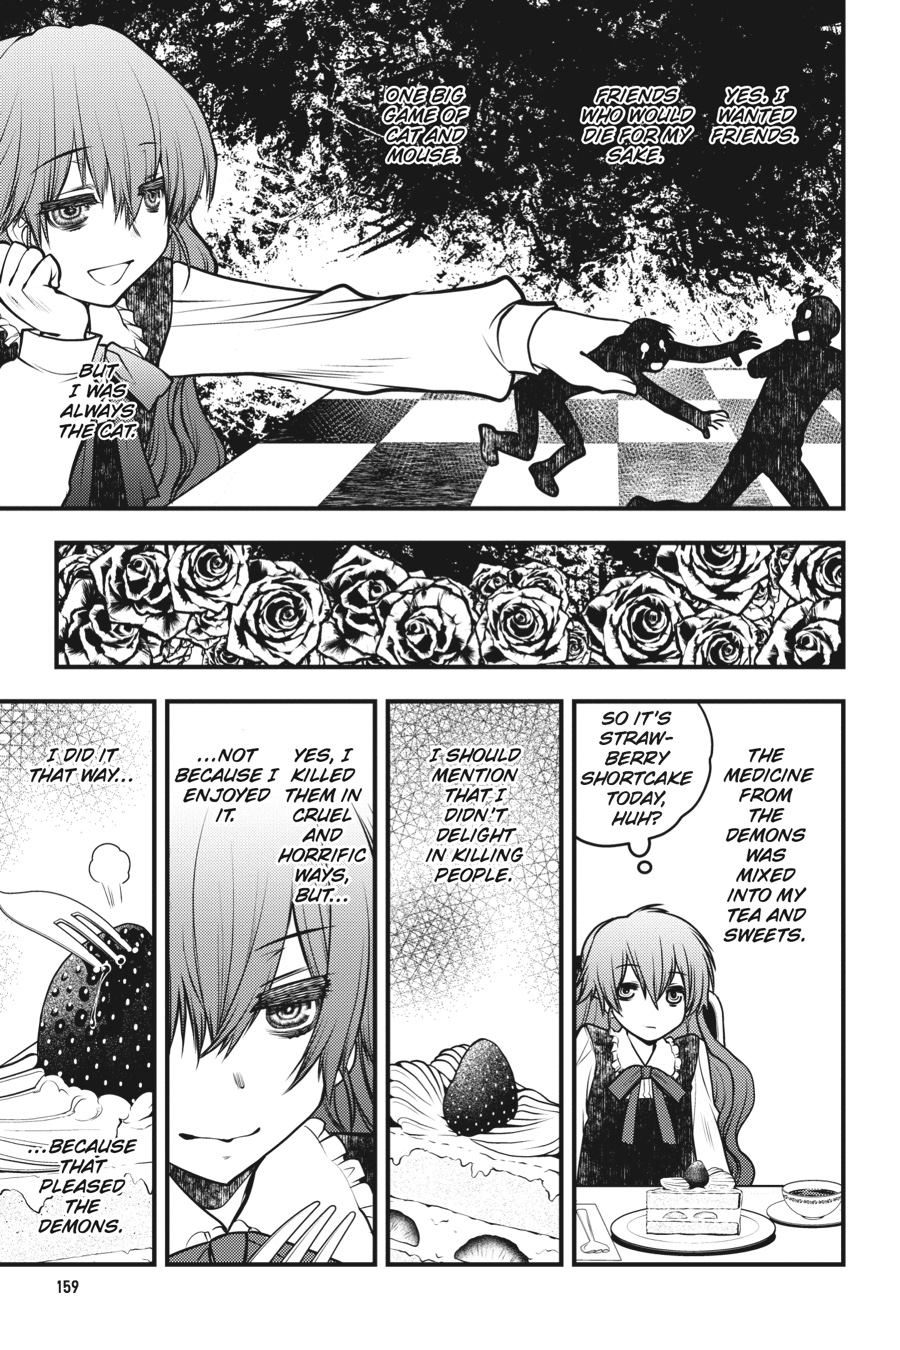 YES. I
WANTED
FRIENDS.
FRIENDS
WHO WOULD
DIE FOR MY
SAKE.
ONE BIG
GAME OF
CAT AND
MOUSE.
BUT
I WAS
ALWAYS
THE CAT.
THE
MEDICINE
FROM
THE
DEMONS
WAS
MIXED
INTO MY
TEA AND
SWEETS.
SO IT'S
STRAW-
BERRY
SHORTCAKE
TODAY,
HUH?
I SHOULD
MENTION
THAT I
DIDN'T
DELIGHT
IN KILLING
PEOPLE.
YES, I
KILLED
THEM IN
CRUEL
AND
HORRIFIC
WAYS,
BUT...
...NOT
BECAUSE I
ENJOYED
IT.
I DID IT
THAT WAY...
...BECAUSE
THAT
PLEASED
THE
DEMONS.
159